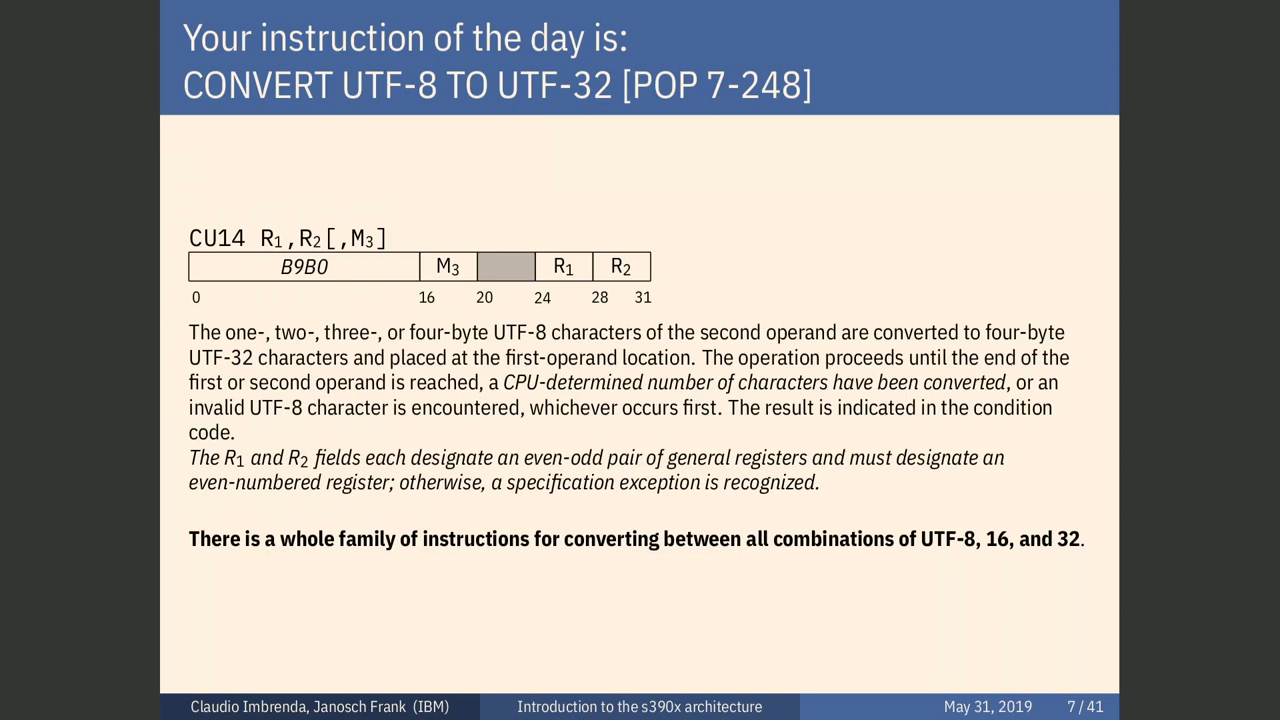 Your instruction of the day is:
CONVERT UTF-8 TO UTF-32 [POP 7-248]
CU14 R1,R2[,M3]
B9B0 M3 R1 R2
0 16 20 24 28 31
The one-, two-, three-, or four-byte UTF-8 characters of the second operand are converted to four-byte
UTF-32 characters and placed at the first-operand location. The operation proceeds until the end of the
first or second operand is reached, a CPU-determined number of characters have been converted, or an
invalid UTF-8 character is encountered, whichever occurs first. The result is indicated in the condition
code.
The R1 and R2 fields each designate an even-odd pair of general registers and must designate an
even-numbered register; otherwise, a specification exception is recognized.
There is a whole family of instructions for converting between all combinations of UTF-8, 16, and 32.
Claudio Imbrenda, Janosch Frank (IBM) Introduction to the s390x architecture May 31, 2019 7 / 41